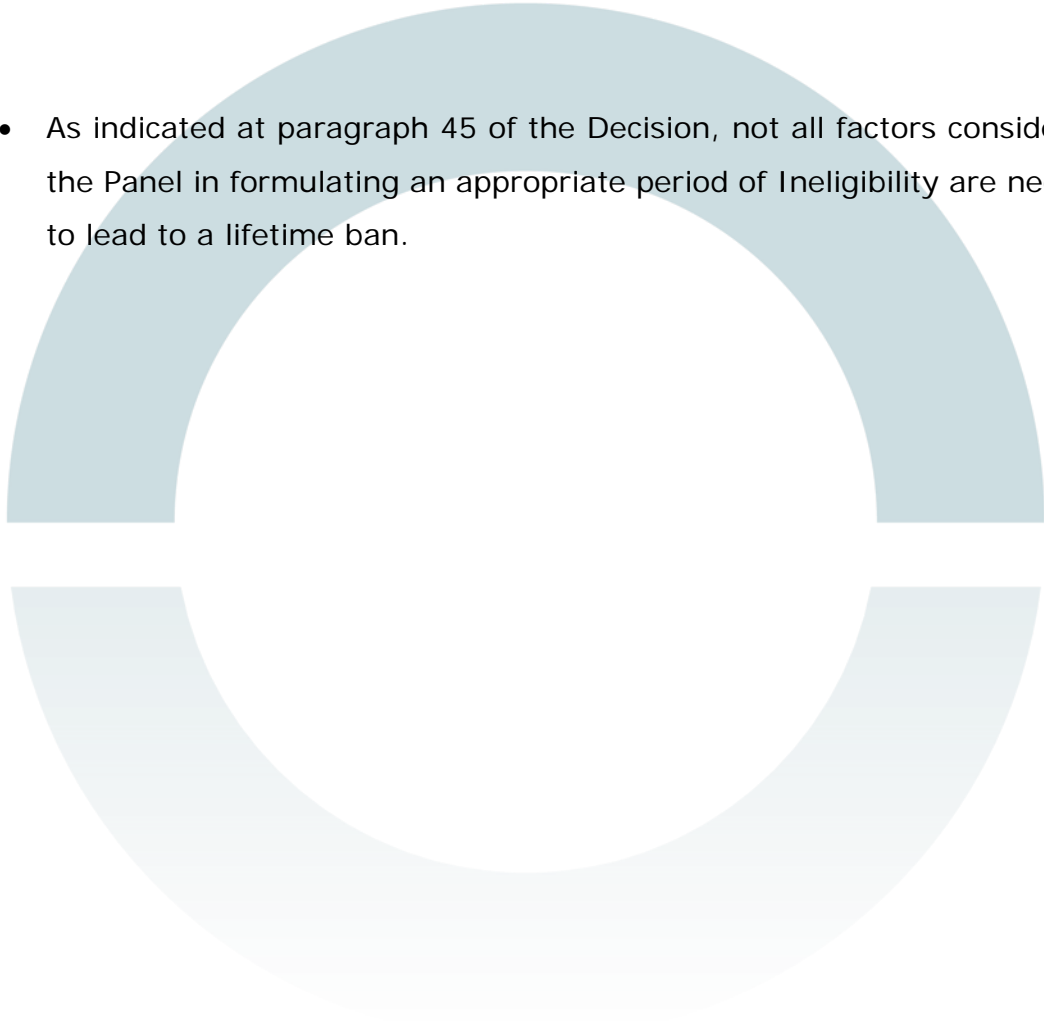 • As indicated at paragraph 45 of the Decision, not all factors
the Panel in formulating an appropriate period of Ineligibility are
to lead to a lifetime ban.